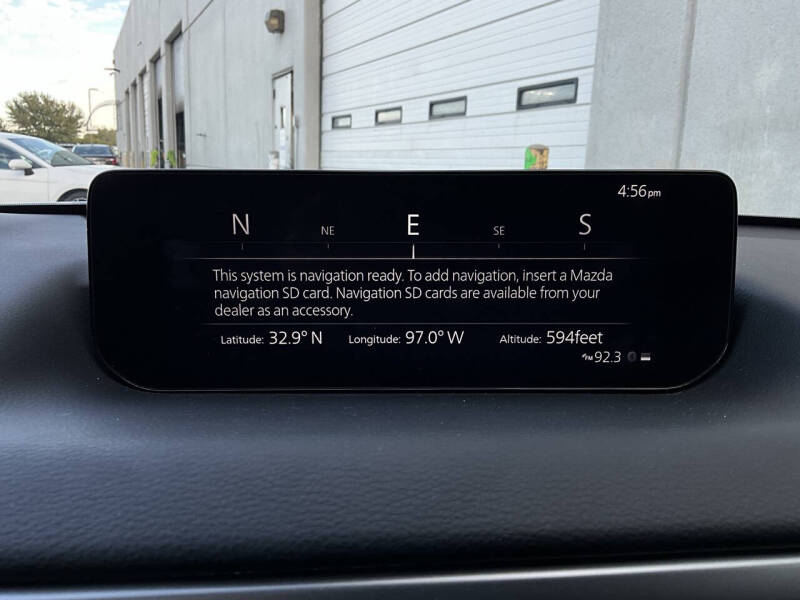 4:56pm
N NE E SE S
This system is navigation ready. To add navigation, insert a Mazda
navigation SD card. Navigation SD cards are available from your
dealer as an accessory.
Latitude: 32.9° N Longitude: 97.0° W Altitude: 594feet
FM 92.3